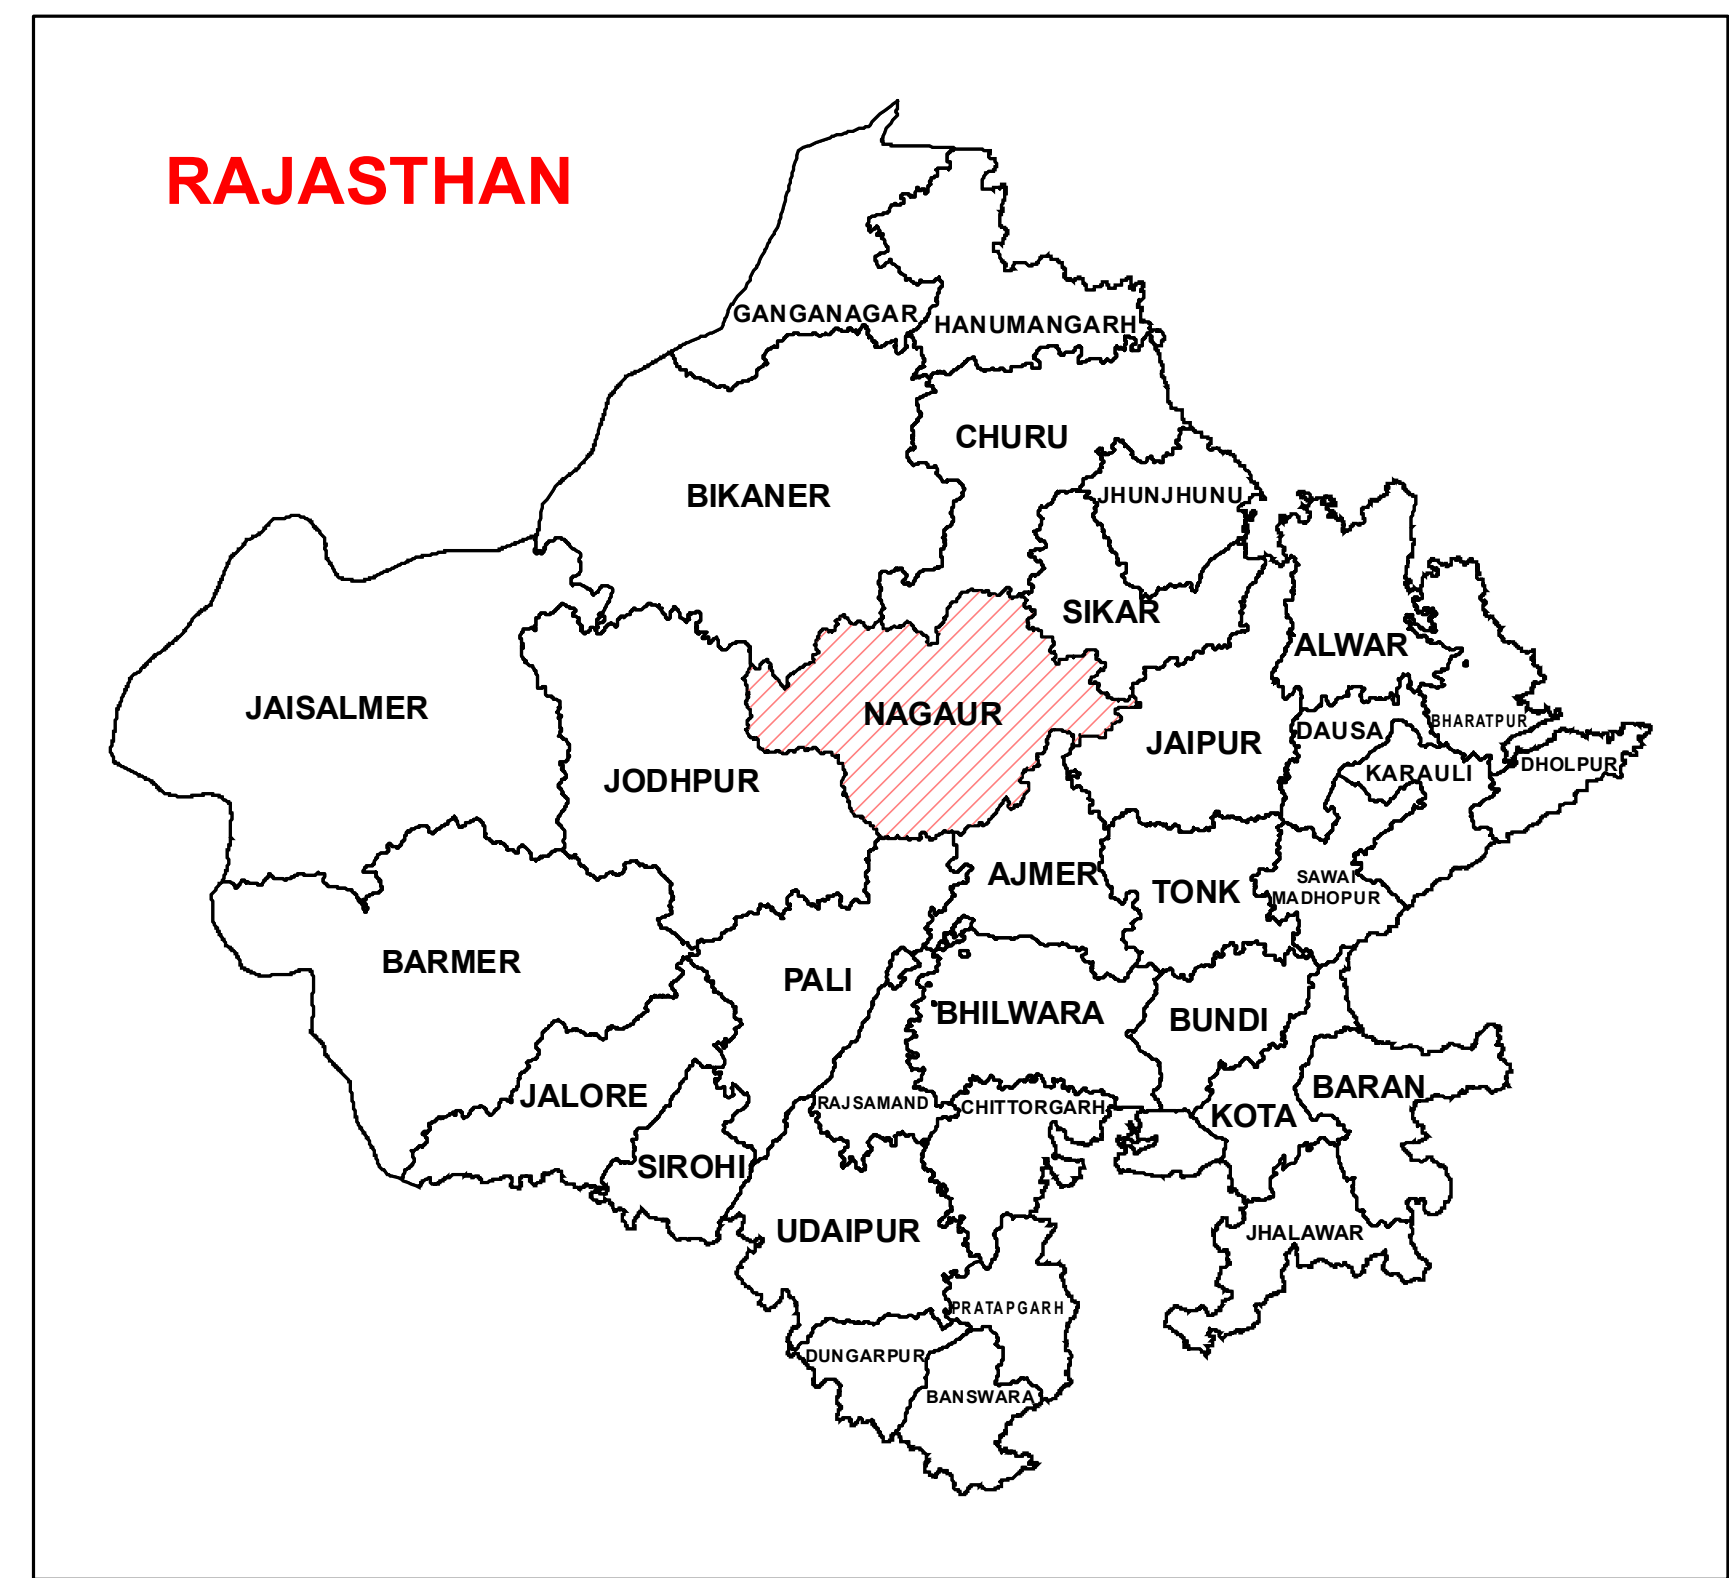 RAJASTHAN
GANGANAGAR
HANUMANGARH
CHURU
BIKANER
JHUNJHUNU
SIKAR
ALWAR
JAISALMER
NAGAUR
BHARATPUR
DAUSA
JAIPUR
DHOLPUR
KARAULI
JODHPUR
AJMER
TONK
SAWAI
MADHOPUR
BARMER
PALI
BHILWARA
BUNDI
BARAN
JALORE
RAJSAMAND
CHITTORGARH
KOTA
SIROHI
UDAIPUR
JHALAWAR
PRATAPGARH
DUNGARPUR
BANSWARA